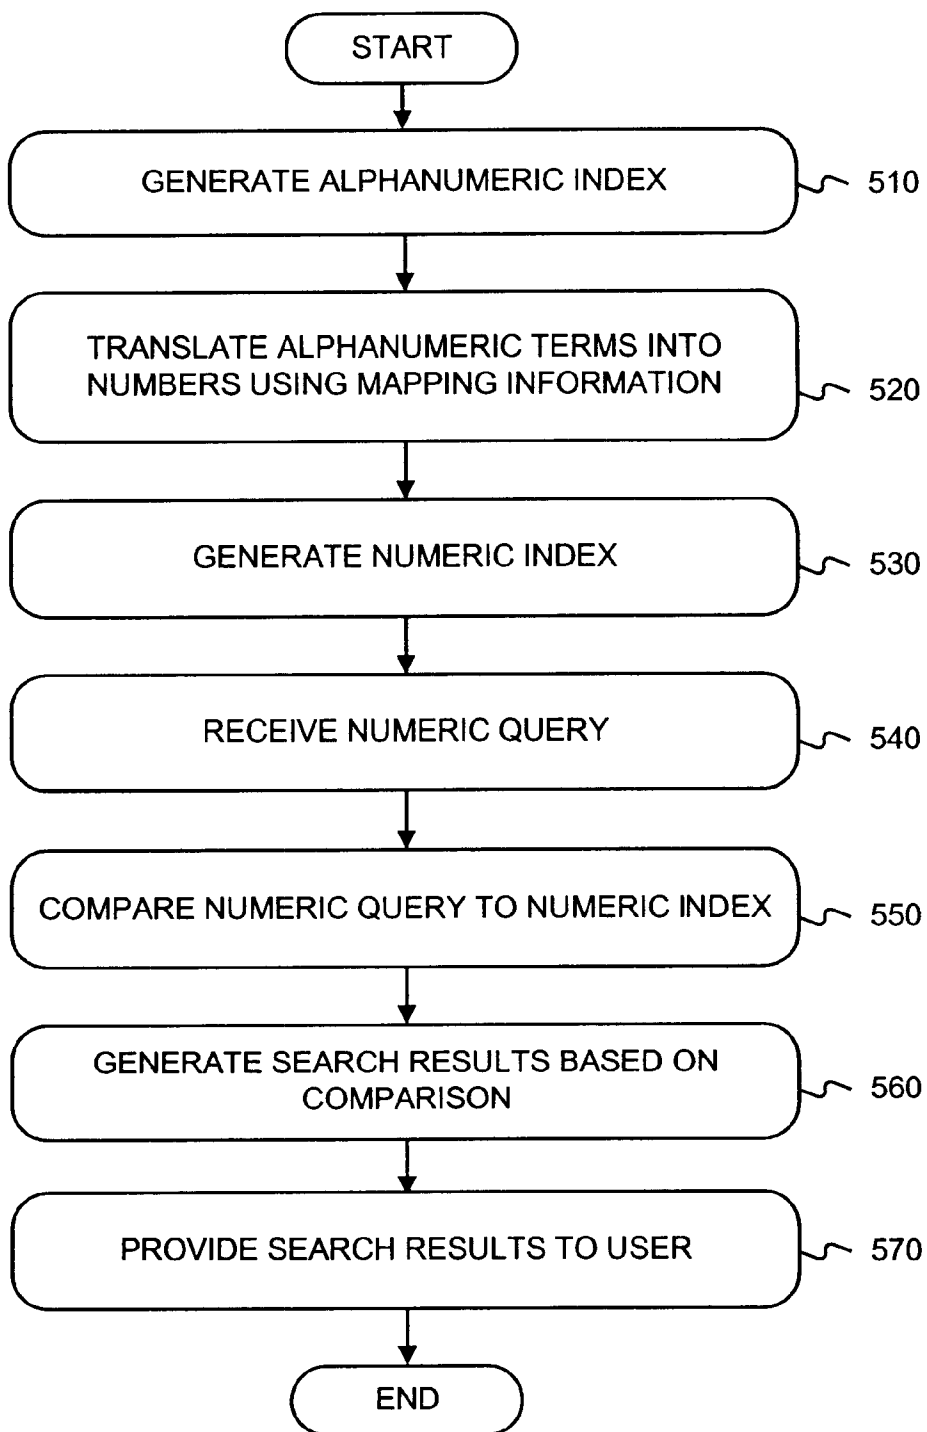 START
GENERATE ALPHANUMERIC INDEX
510
TRANSLATE ALPHANUMERIC TERMS INTO
NUMBERS USING MAPPING INFORMATION
520
GENERATE NUMERIC INDEX
530
RECEIVE NUMERIC QUERY
540
COMPARE NUMERIC QUERY TO NUMERIC INDEX
550
GENERATE SEARCH RESULTS BASED ON
COMPARISON
560
PROVIDE SEARCH RESULTS TO USER
570
END